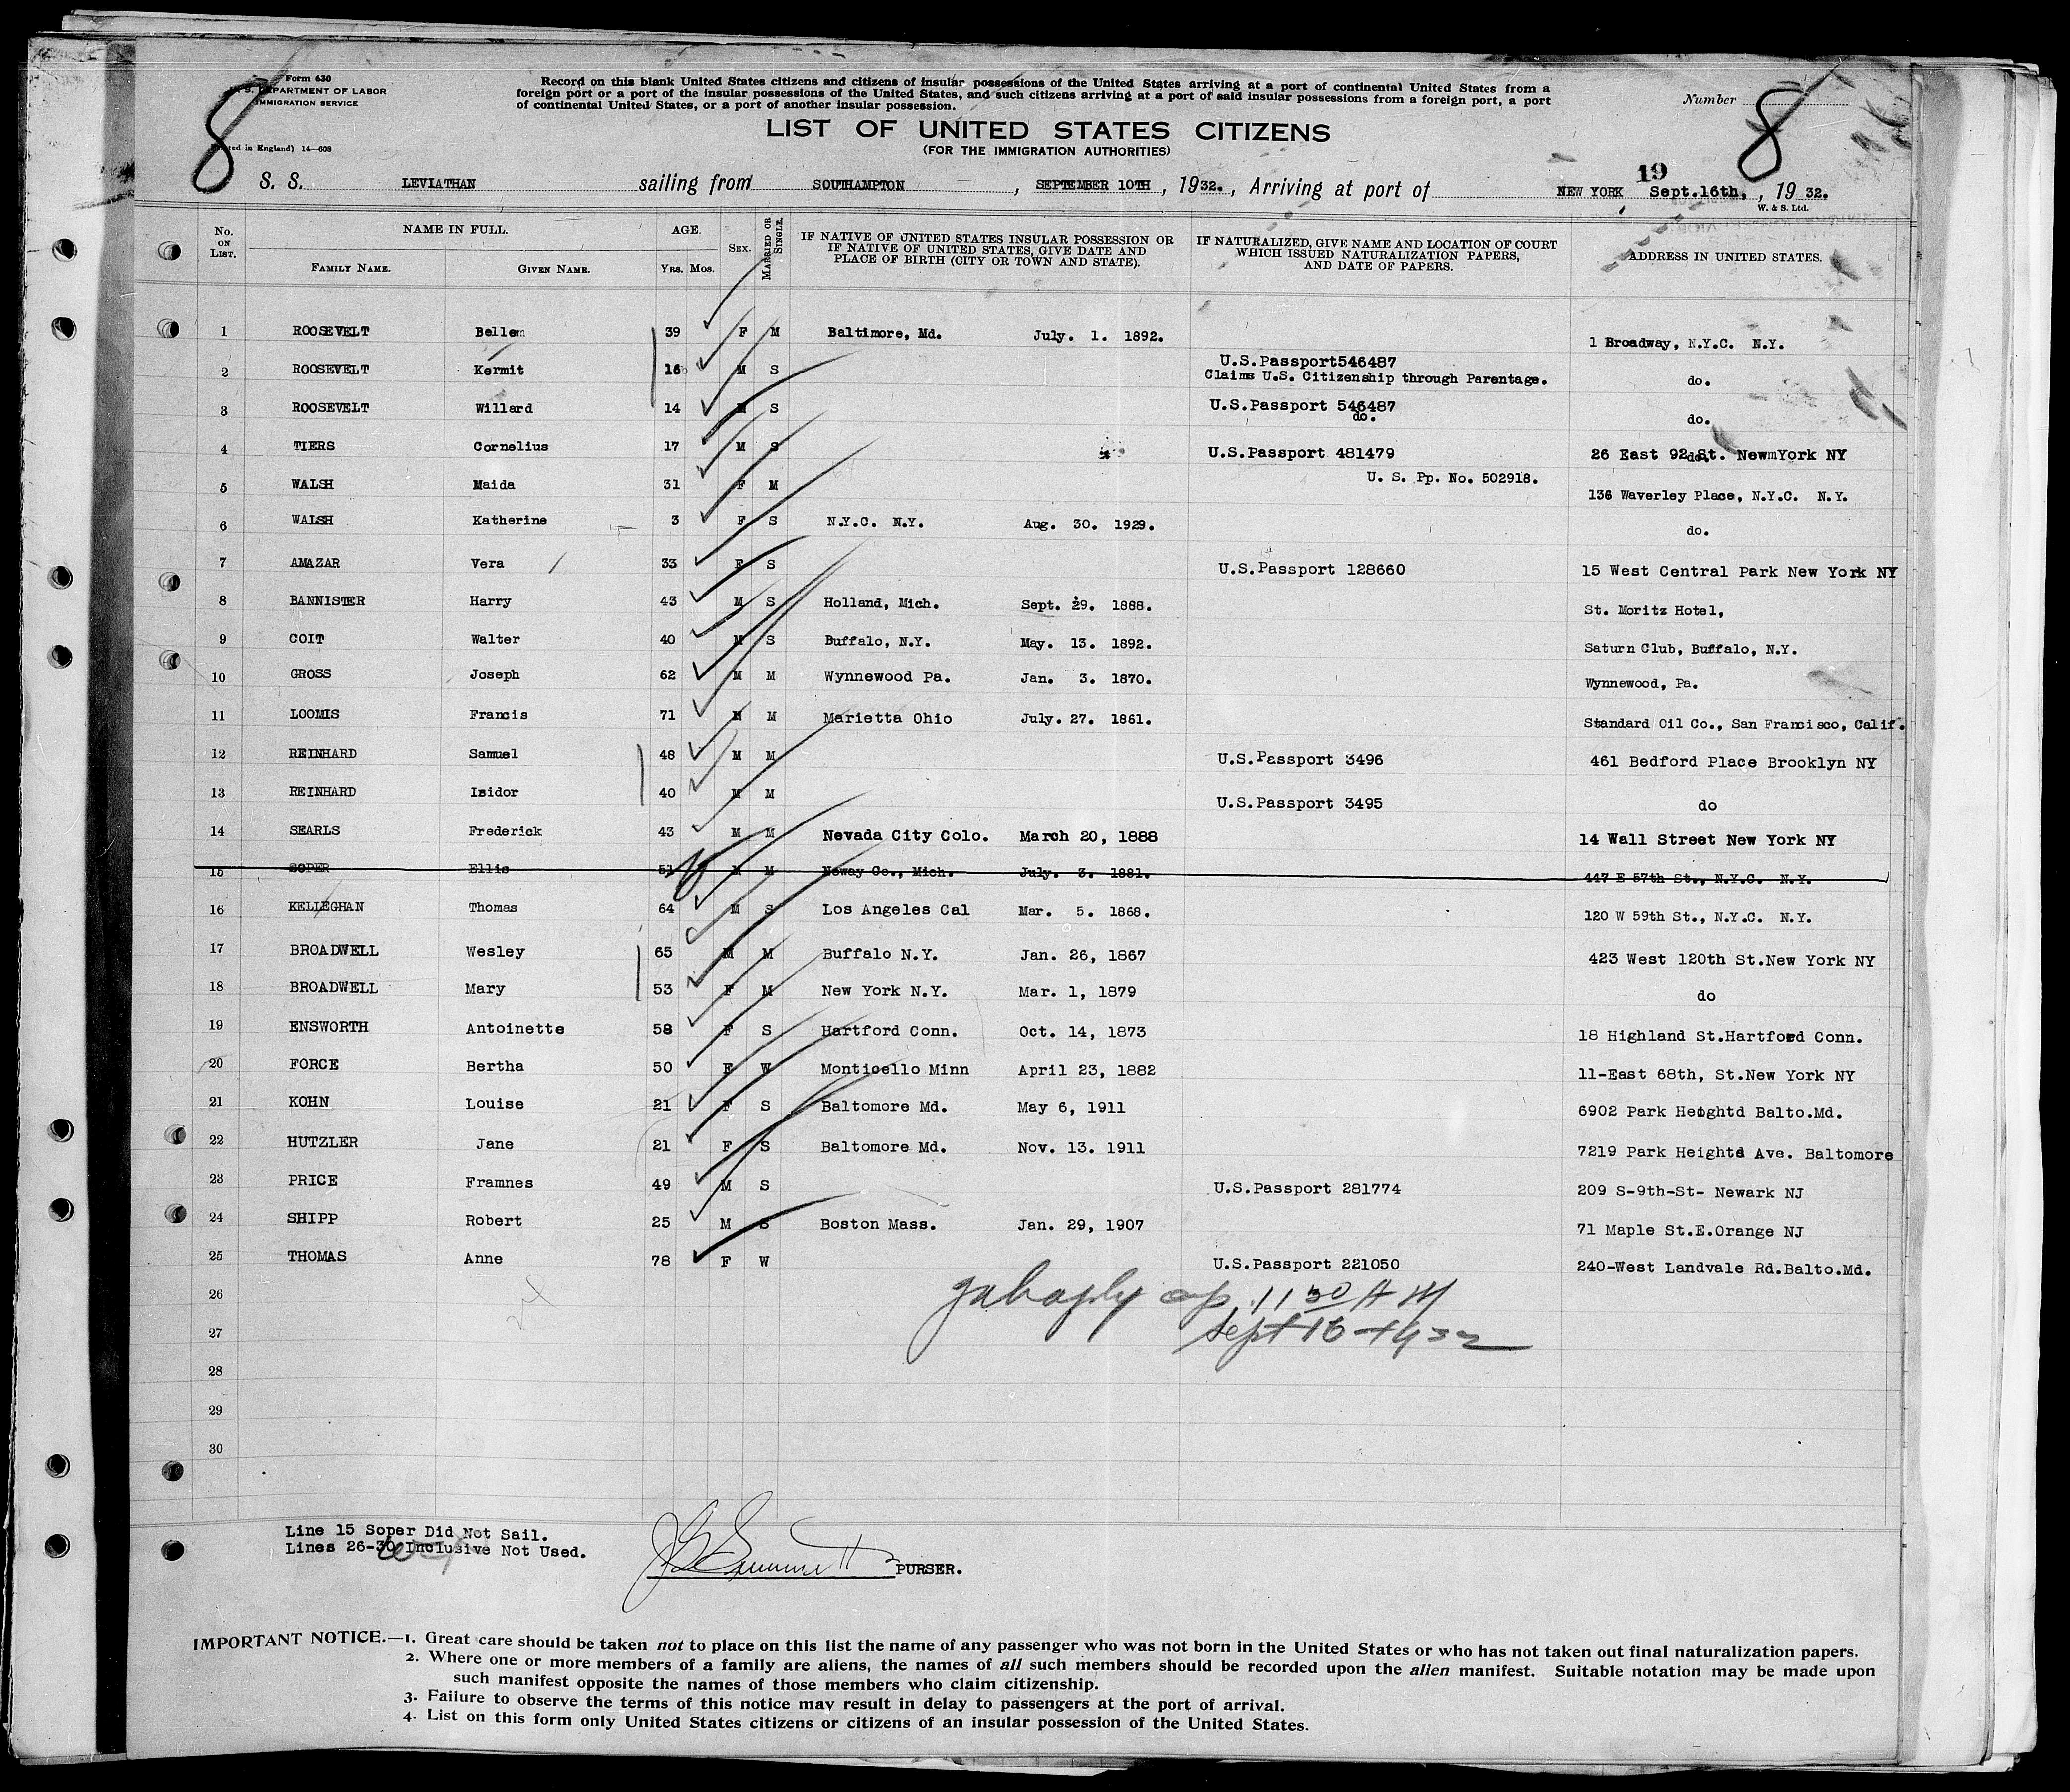 Form 630
U. S. DEPARTMENT OF LABOR
IMMIGRATION SERVICE
(Printed in England) 14—608
8
Record on this blank United States citizens and citizens of insular possessions of the United States arriving at a port of continental United States from a
foreign port or a port of the insular possessions of the United States, and such citizens arriving at a port of said insular possessions from a foreign port, a port
of continental United States, or a port of another insular possession.
Number 8
LIST OF UNITED STATES CITIZENS
(FOR THE IMMIGRATION AUTHORITIES)
19
S. S. LEVIATHAN sailing from SOUTHAMPTON, SEPTEMBER 10TH, 1932., Arriving at port of NEW YORK Sept.16th., 1932.
W. & S. Ltd.
No. ON LIST. NAME IN FULL. FAMILY NAME. GIVEN NAME. AGE. YRS. MOS. SEX. MARRIED OR SINGLE. IF NATIVE OF UNITED STATES INSULAR POSSESSION OR IF NATIVE OF UNITED STATES, GIVE DATE AND PLACE OF BIRTH (CITY OR TOWN AND STATE). IF NATURALIZED, GIVE NAME AND LOCATION OF COURT WHICH ISSUED NATURALIZATION PAPERS, AND DATE OF PAPERS. ADDRESS IN UNITED STATES.
1 ROOSEVELT Belle 39 F M Baltimore, Md. July. 1. 1892. 1 Broadway, N.Y.C. N.Y.
2 ROOSEVELT Kermit 16 M S U.S.Passport546487 Claims U.S. Citizenship through Parentage. do.
3 ROOSEVELT Willard 14 M S U.S.Passport 546487 do. do.
4 TIERS Cornelius 17 M S U.S.Passport 481479 26 East 92 St. NewmYork NY
5 WALSH Maida 31 F M U. S. Pp. No. 502918. 136 Waverley Place, N.Y.C. N.Y.
6 WALSH Katherine 3 F S N.Y.C. N.Y. Aug. 30. 1929. do.
7 AMAZAR Vera 33 F S U.S.Passport 128660 15 West Central Park New York NY
8 BANNISTER Harry 43 M S Holland, Mich. Sept. 29. 1888. St. Moritz Hotel,
9 COIT Walter 40 M S Buffalo, N.Y. May. 13. 1892. Saturn Club, Buffalo, N.Y.
10 GROSS Joseph 62 M M Wynnewood Pa. Jan. 3. 1870. Wynnewood, Pa.
11 LOOMIS Francis 71 M M Marietta Ohio July. 27. 1861. Standard Oil Co., San Francisco, Calif.
12 REINHARD Samuel 48 M M U.S.Passport 3496 461 Bedford Place Brooklyn NY
13 REINHARD Isidor 40 M M U.S.Passport 3495 do
14 SEARLS Frederick 43 M M Nevada City Colo. March 20, 1888 14 Wall Street New York NY
15 SOPER Ellis 51 M M Neway Co., Mich. July. 3. 1881. 447 E 57th St., N.Y.C. N.Y.
16 KELLEGHAN Thomas 64 M S Los Angeles Cal Mar. 5. 1868. 120 W 59th St., N.Y.C. N.Y.
17 BROADWELL Wesley 65 M M Buffalo N.Y. Jan. 26, 1867 423 West 120th St.New York NY
18 BROADWELL Mary 53 F M New York N.Y. Mar. 1, 1879 do
19 ENSWORTH Antoinette 58 F S Hartford Conn. Oct. 14, 1873 18 Highland St.Hartford Conn.
20 FORCE Bertha 50 F W Monticello Minn April 23, 1882 11-East 68th, St.New York NY
21 KOHN Louise 21 F S Baltomore Md. May 6, 1911 6902 Park Heightd Balto.Md.
22 HUTZLER Jane 21 F S Baltomore Md. Nov. 13. 1911 7219 Park Heights Ave. Baltomore
23 PRICE Framnes 49 M S U.S.Passport 281774 209 S-9th-St- Newark NJ
24 SHIPP Robert 25 M S Boston Mass. Jan. 29, 1907 71 Maple St.E.Orange NJ
25 THOMAS Anne 78 F W U.S.Passport 221050 240-West Landvale Rd.Balto.Md.
26 11 30 A M
27 Sept 16 - 1932
28
29
30
Line 15 Soper Did Not Sail.
Lines 26-30 Inclusive Not Used.
PURSER.
IMPORTANT NOTICE.—1. Great care should be taken not to place on this list the name of any passenger who was not born in the United States or who has not taken out final naturalization papers.
2. Where one or more members of a family are aliens, the names of all such members should be recorded upon the alien manifest. Suitable notation may be made upon
such manifest opposite the names of those members who claim citizenship.
3. Failure to observe the terms of this notice may result in delay to passengers at the port of arrival.
4. List on this form only United States citizens or citizens of an insular possession of the United States.